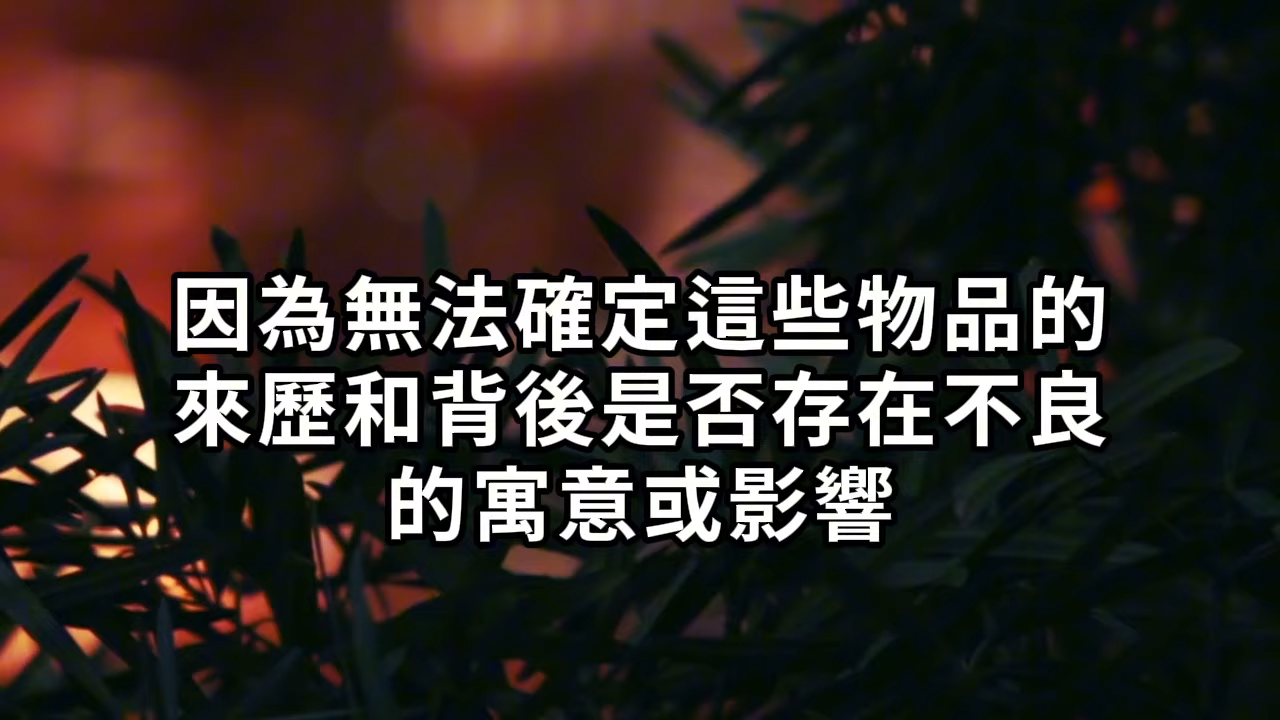 因為無法確定這些物品的
來歷和背後是否存在不良
的寓意或影響